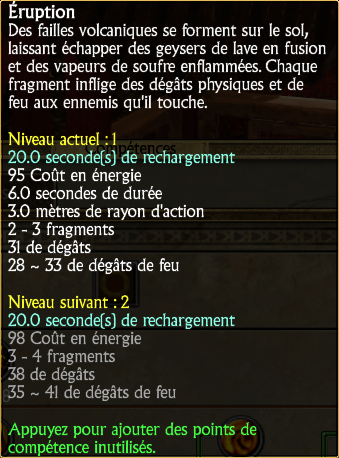 Éruption
Des failles volcaniques se forment sur le sol,
laissant échapper des geysers de lave en fusion
et des vapeurs de soufre enflammées. Chaque
fragment inflige des dégâts physiques et de
feu aux ennemis qu'il touche.
Niveau actuel : 1
Compétences
20.0 seconde(s) de rechargement
95 Coût en énergie
6.0 secondes de durée
3.0 mètres de rayon d'action
2 - 3 fragments
31 de dégâts
28 ~ 33 de dégâts de feu
Niveau suivant : 2
20.0 seconde(s) de rechargement
98 Coût en énergie
3 - 4 fragments
38 de dégâts
35 ~ 41 de dégâts de feu
Appuyez pour ajouter des points de
compétence inutilisés.